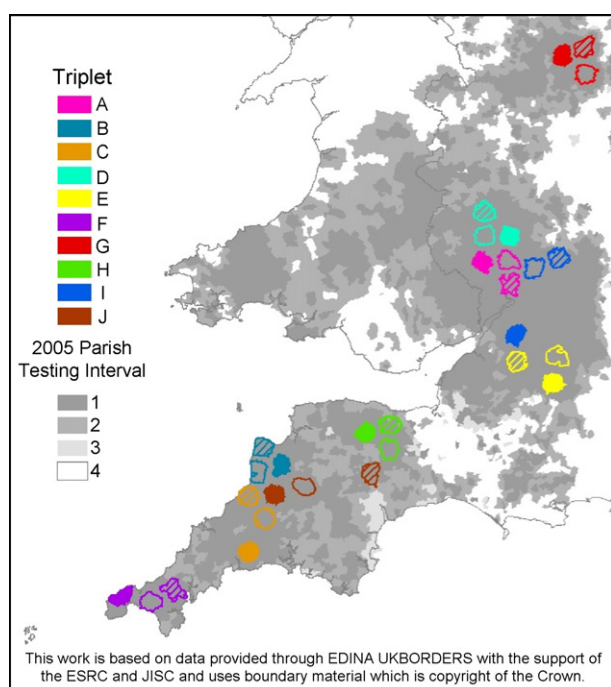 Triplet
A
B
C
D
E
F
G
H
I
J
2005 Parish
Testing Interval
1
2
3
4
This work is based on data provided through EDINA UKBORDERS with the support of
the ESRC and JISC and uses boundary material which is copyright of the Crown.